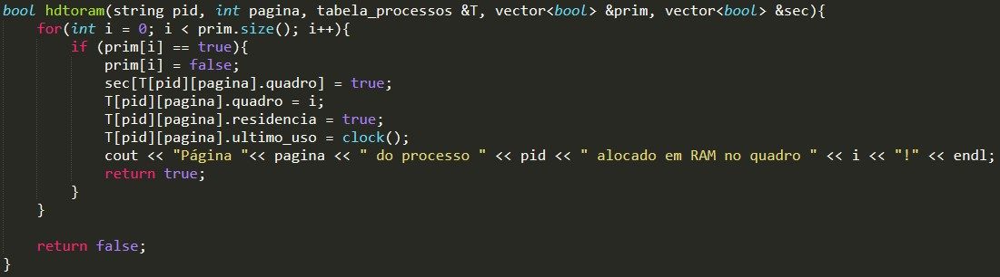 bool hdtoram(string pid, int pagina, tabela_processos &T, vector<bool> &prim, vector<bool> &sec){
    for(int i = 0; i < prim.size(); i++){
        if (prim[i] == true){
            prim[i] = false;
            sec[T[pid][pagina].quadro] = true;
            T[pid][pagina].quadro = i;
            T[pid][pagina].residencia = true;
            T[pid][pagina].ultimo_uso = clock();
            cout << "Página "<< pagina << " do processo " << pid << " alocado em RAM no quadro " << i << "!" << endl;
            return true;
        }
    }

    return false;
}